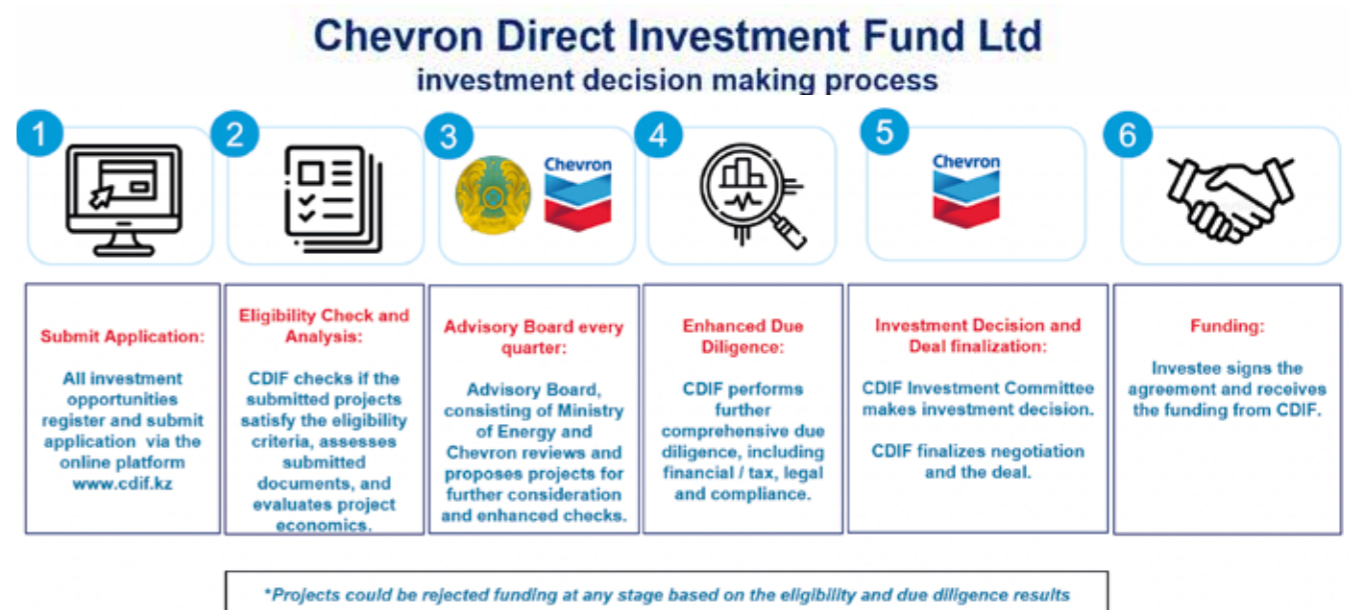 Chevron Direct Investment Fund Ltd
investment decision making process
1
2
3
Chevron
4
5
Chevron
6
Submit Application:
All investment
opportunities
register and submit
application via the
online platform
www.cdif.kz
Eligibility Check and
Analysis:
CDIF checks if the
submitted projects
satisfy the eligibility
criteria, assesses
submitted
documents, and
evaluates project
economics.
Advisory Board every
quarter:
Advisory Board,
consisting of Ministry
of Energy and
Chevron reviews and
proposes projects for
further consideration
and enhanced checks.
Enhanced Due
Diligence:
CDIF performs
further
comprehensive due
diligence, including
financial / tax, legal
and compliance.
Investment Decision and
Deal finalization:
CDIF Investment Committee
makes investment decision.
CDIF finalizes negotiation
and the deal.
Funding:
Investee signs the
agreement and receives
the funding from CDIF.
*Projects could be rejected funding at any stage based on the eligibility and due diligence results